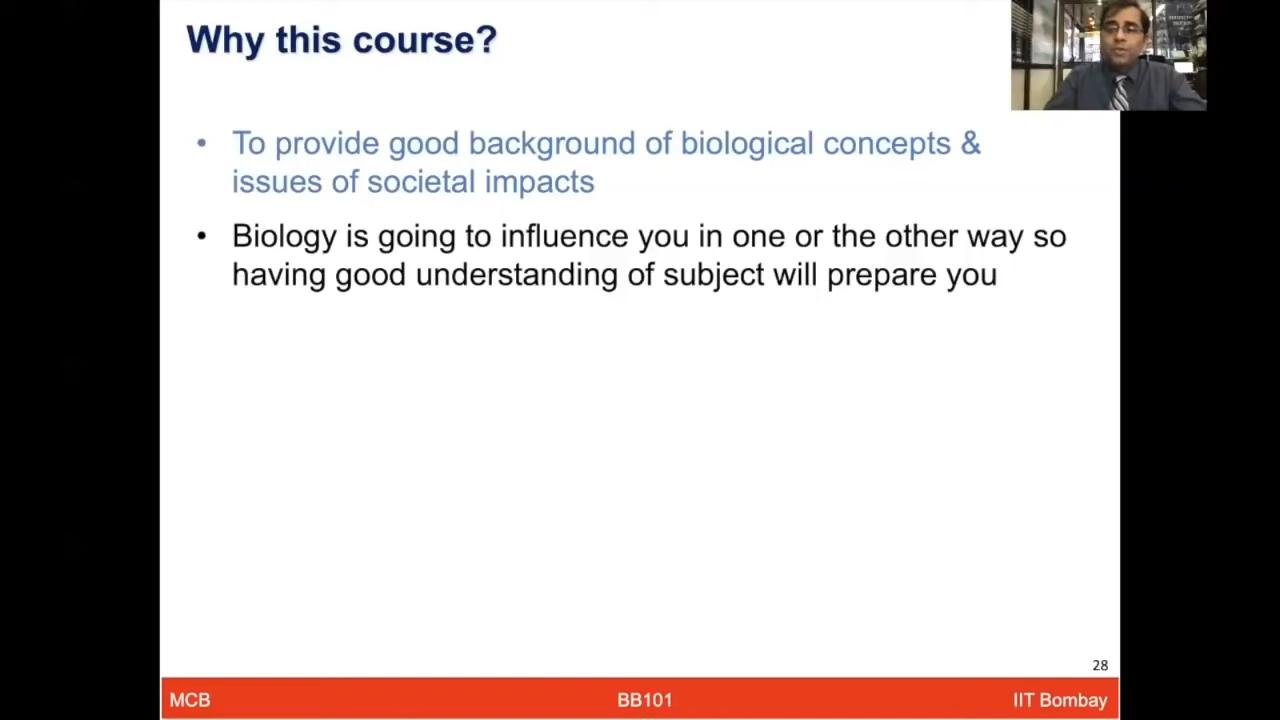 Why this course?
• To provide good background of biological concepts &
issues of societal impacts
• Biology is going to influence you in one or the other way so
having good understanding of subject will prepare you
28
MCB BB101 IIT Bombay